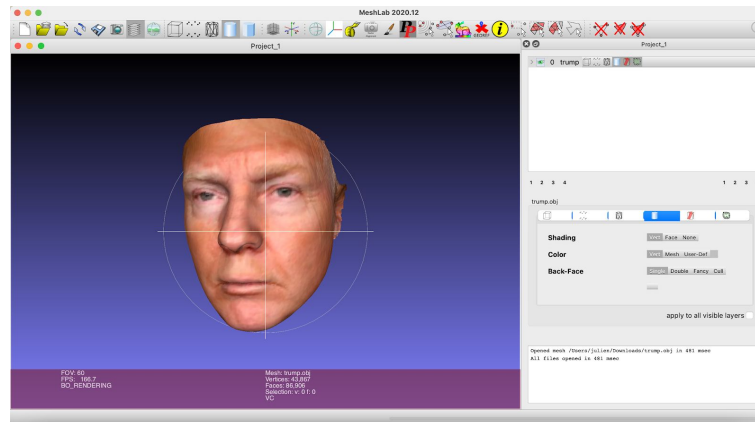 MeshLab 2020.12
Project_1
Project_1
0 trump
1 2 3 4
1 2 3
trump.obj
Shading
Vert Face None
Color
Vert Mesh User-Def
Back-Face
Single Double Fancy Cull
apply to all visible layers
Opened mesh /Users/julien/Downloads/trump.obj in 481 msec
All files opened in 481 msec
FOV: 60
FPS: 166.7
BO_RENDERING
Mesh: trump.obj
Vertices: 43,867
Faces: 86,906
Selection: v: 0 f: 0
VC